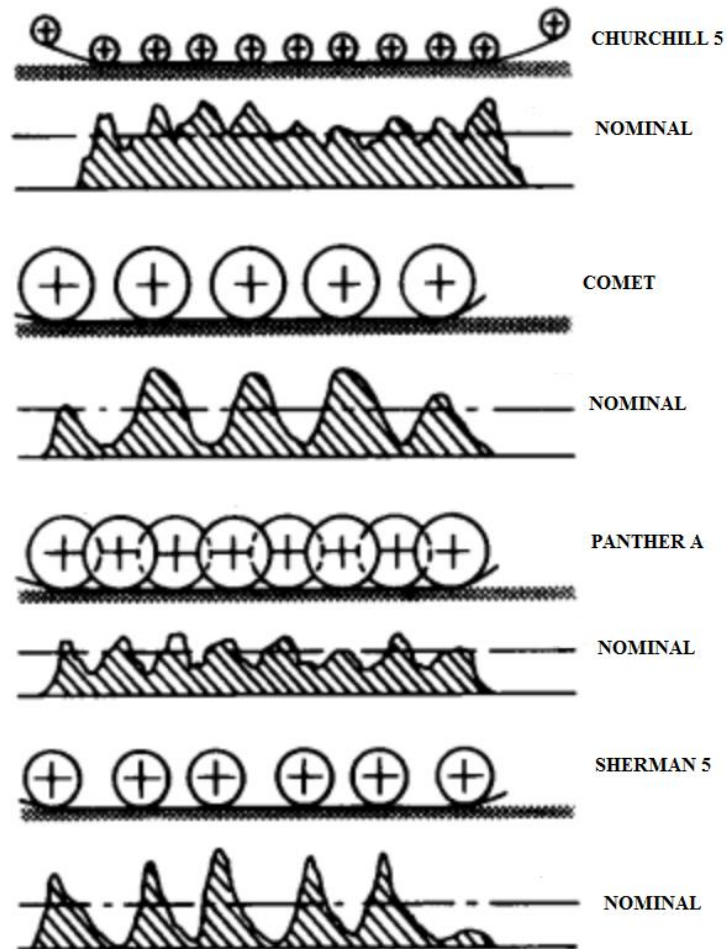 CHURCHILL 5
NOMINAL
COMET
NOMINAL
PANTHER A
NOMINAL
SHERMAN 5
NOMINAL